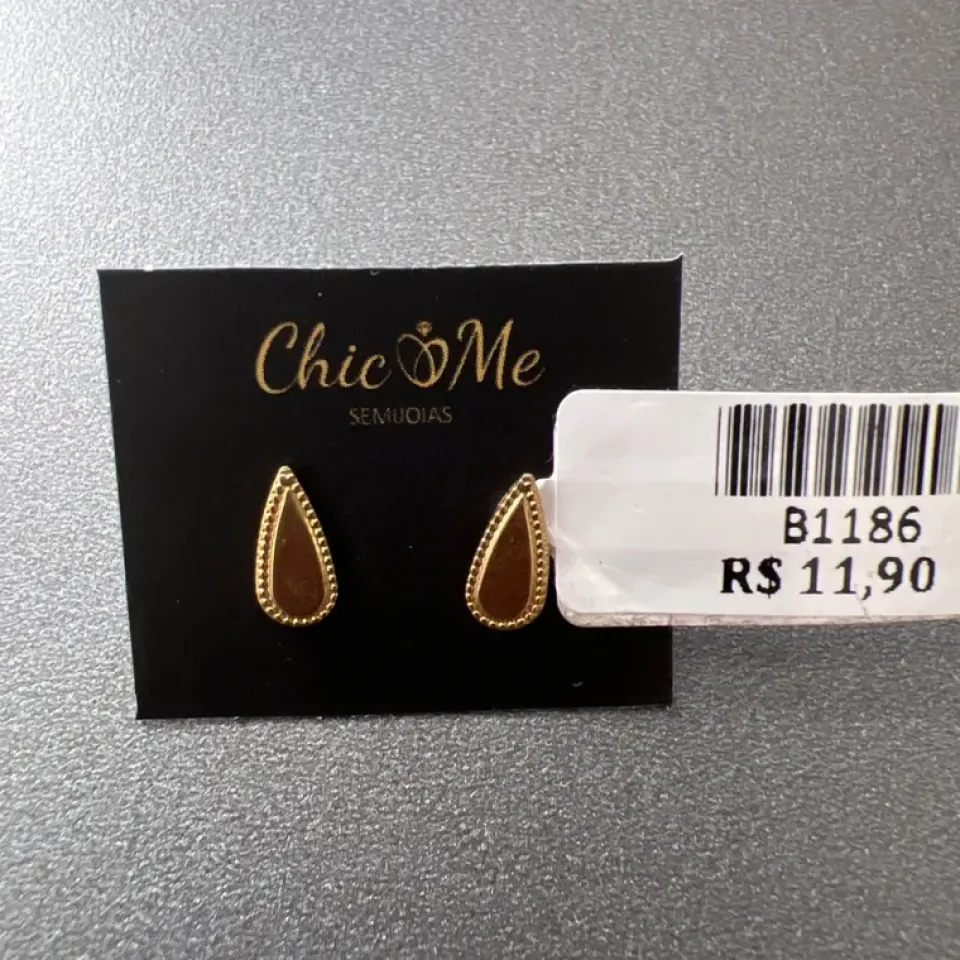 Chic Me
SEMIJOIAS
B1186
R$ 11,90